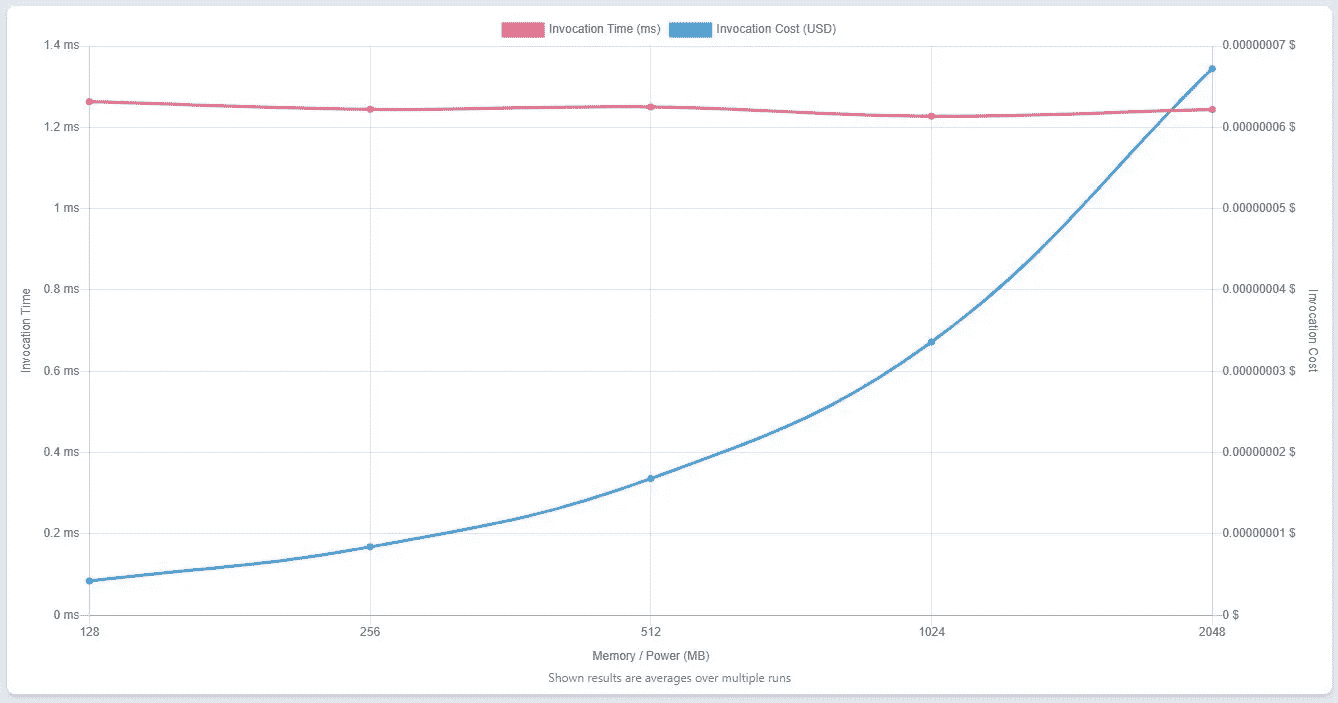 Invocation Time (ms) Invocation Cost (USD)
1.4 ms 0.00000007 $
1.2 ms 0.00000006 $
1 ms 0.00000005 $
0.8 ms 0.00000004 $
0.6 ms 0.00000003 $
0.4 ms 0.00000002 $
0.2 ms 0.00000001 $
0 ms 0 $
Invocation Time
Invocation Cost
128 256 512 1024 2048
Memory / Power (MB)
Shown results are averages over multiple runs